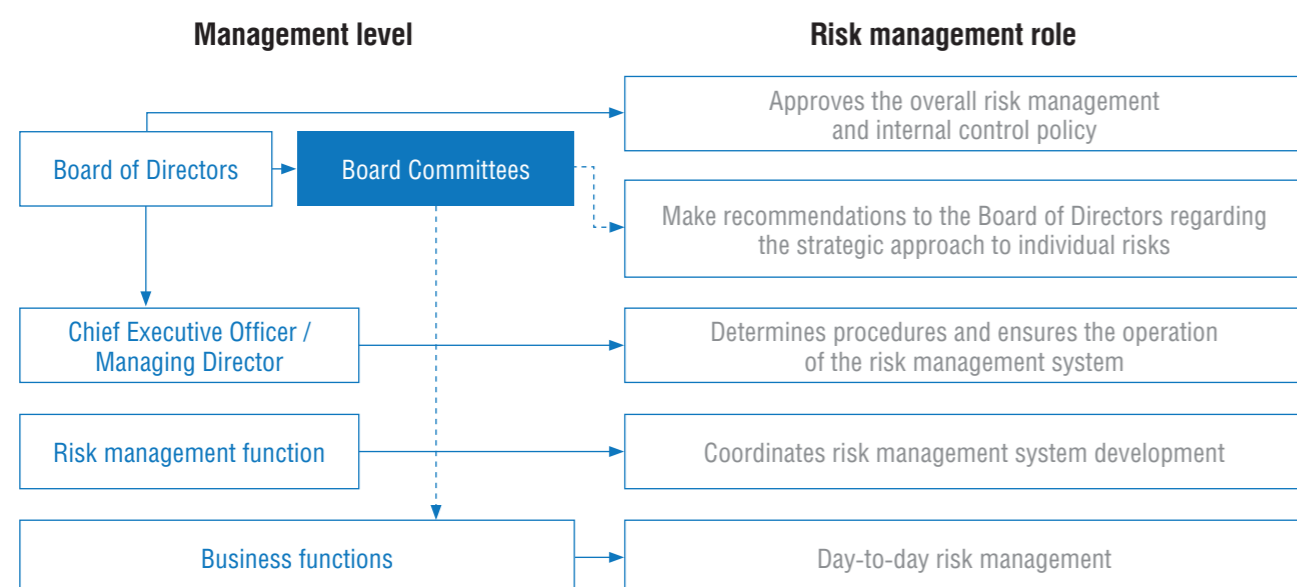 Management level
Risk management role
Approves the overall risk management
and internal control policy
Board of Directors
Board Committees
Make recommendations to the Board of Directors regarding
the strategic approach to individual risks
Chief Executive Officer /
Managing Director
Determines procedures and ensures the operation
of the risk management system
Risk management function
Coordinates risk management system development
Business functions
Day-to-day risk management